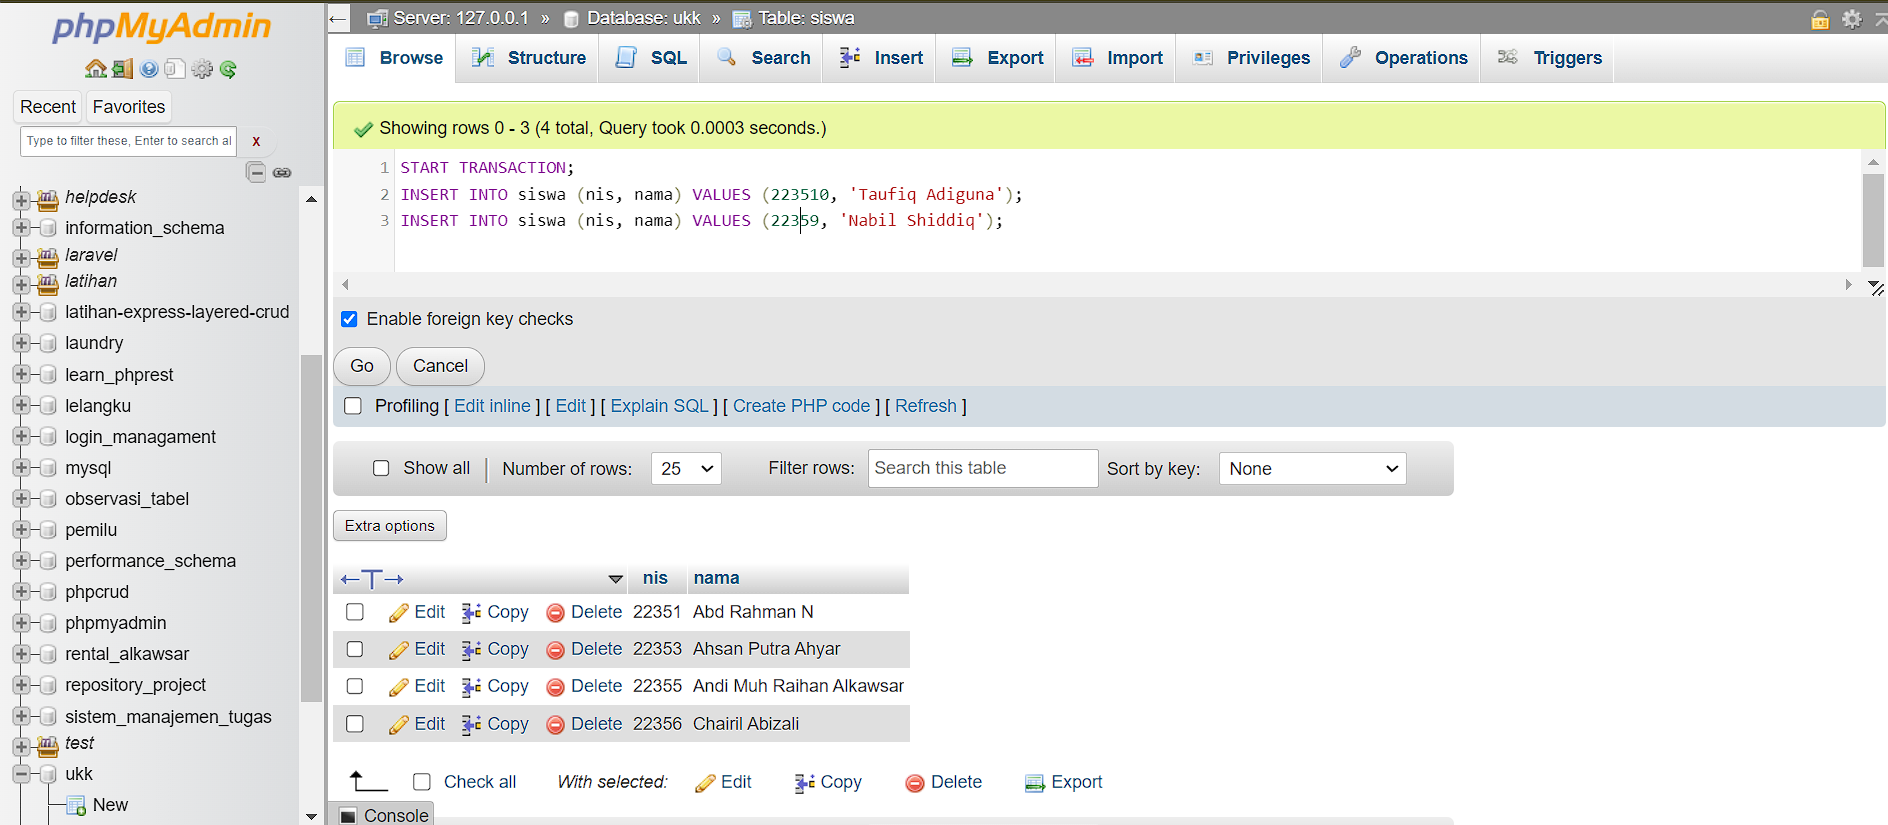 phpMyAdmin
Recent Favorites
Type to filter these, Enter to search al X
helpdesk
information_schema
laravel
latihan
latihan-express-layered-crud
laundry
learn_phprest
lelangku
login_managament
mysql
observasi_tabel
pemilu
performance_schema
phpcrud
phpmyadmin
rental_alkawsar
repository_project
sistem_manajemen_tugas
test
ukk
New
Server: 127.0.0.1 » Database: ukk » Table: siswa
Browse Structure SQL Search Insert Export Import Privileges Operations Triggers
Showing rows 0 - 3 (4 total, Query took 0.0003 seconds.)
1 START TRANSACTION;
2 INSERT INTO siswa (nis, nama) VALUES (223510, 'Taufiq Adiguna');
3 INSERT INTO siswa (nis, nama) VALUES (22359, 'Nabil Shiddiq');
Enable foreign key checks
Go Cancel
Profiling [ Edit inline ] [ Edit ] [ Explain SQL ] [ Create PHP code ] [ Refresh ]
Show all Number of rows: 25 Filter rows: Search this table Sort by key: None
Extra options
nis nama
Edit Copy Delete 22351 Abd Rahman N
Edit Copy Delete 22353 Ahsan Putra Ahyar
Edit Copy Delete 22355 Andi Muh Raihan Alkawsar
Edit Copy Delete 22356 Chairil Abizali
Check all With selected: Edit Copy Delete Export
Console